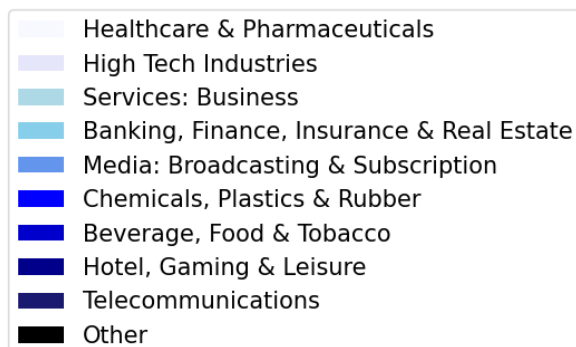 Healthcare & Pharmaceuticals
High Tech Industries
Services: Business
Banking, Finance, Insurance & Real Estate
Media: Broadcasting & Subscription
Chemicals, Plastics & Rubber
Beverage, Food & Tobacco
Hotel, Gaming & Leisure
Telecommunications
Other